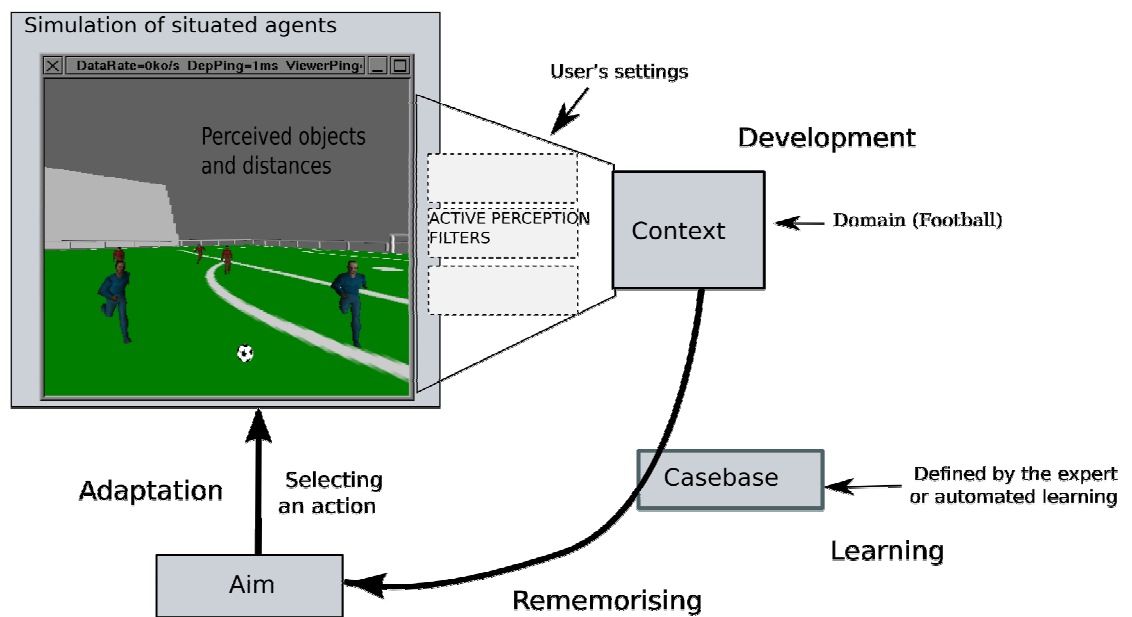 Simulation of situated agents
DataRate=0ko/s DepPing=1ms ViewerPing
Perceived objects
and distances
User's settings
Development
ACTIVE PERCEPTION
FILTERS
Context
Domain (Football)
Casebase
Defined by the expert
or automated learning
Learning
Adaptation
Selecting
an action
Aim
Rememorising